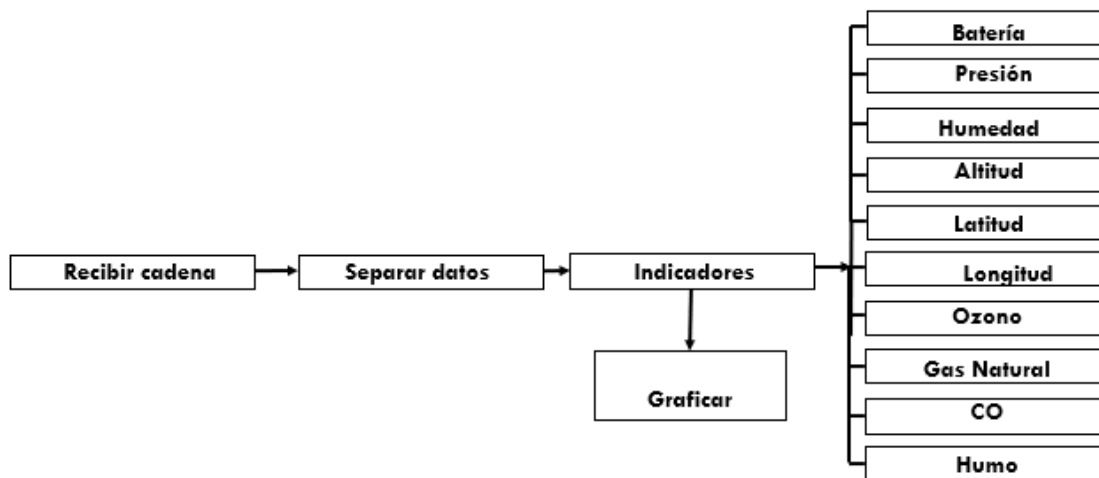 Recibir cadena
Separar datos
Indicadores
Graficar
Batería
Presión
Humedad
Altitud
Latitud
Longitud
Ozono
Gas Natural
CO
Humo